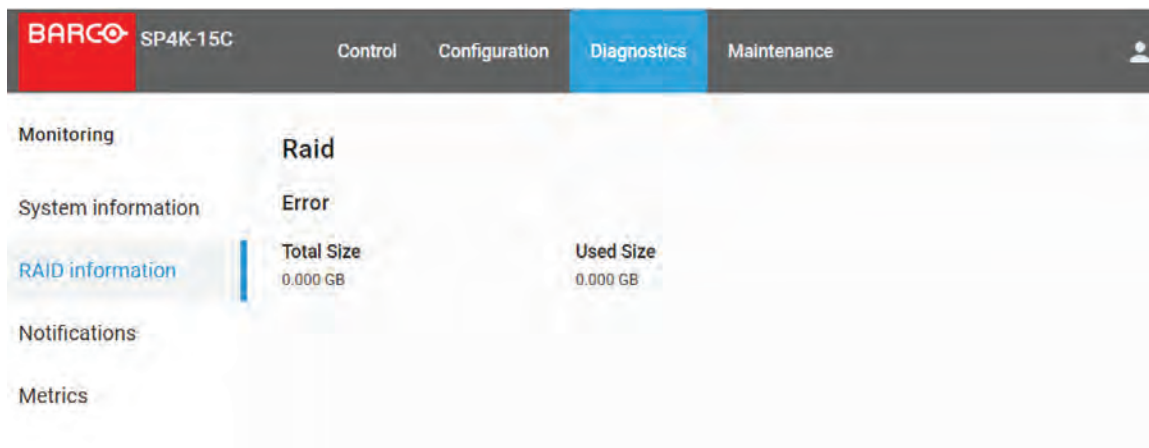 BARCO SP4K-15C Control Configuration Diagnostics Maintenance
Monitoring
Raid
System information
Error
RAID information
Total Size Used Size
0.000 GB 0.000 GB
Notifications
Metrics